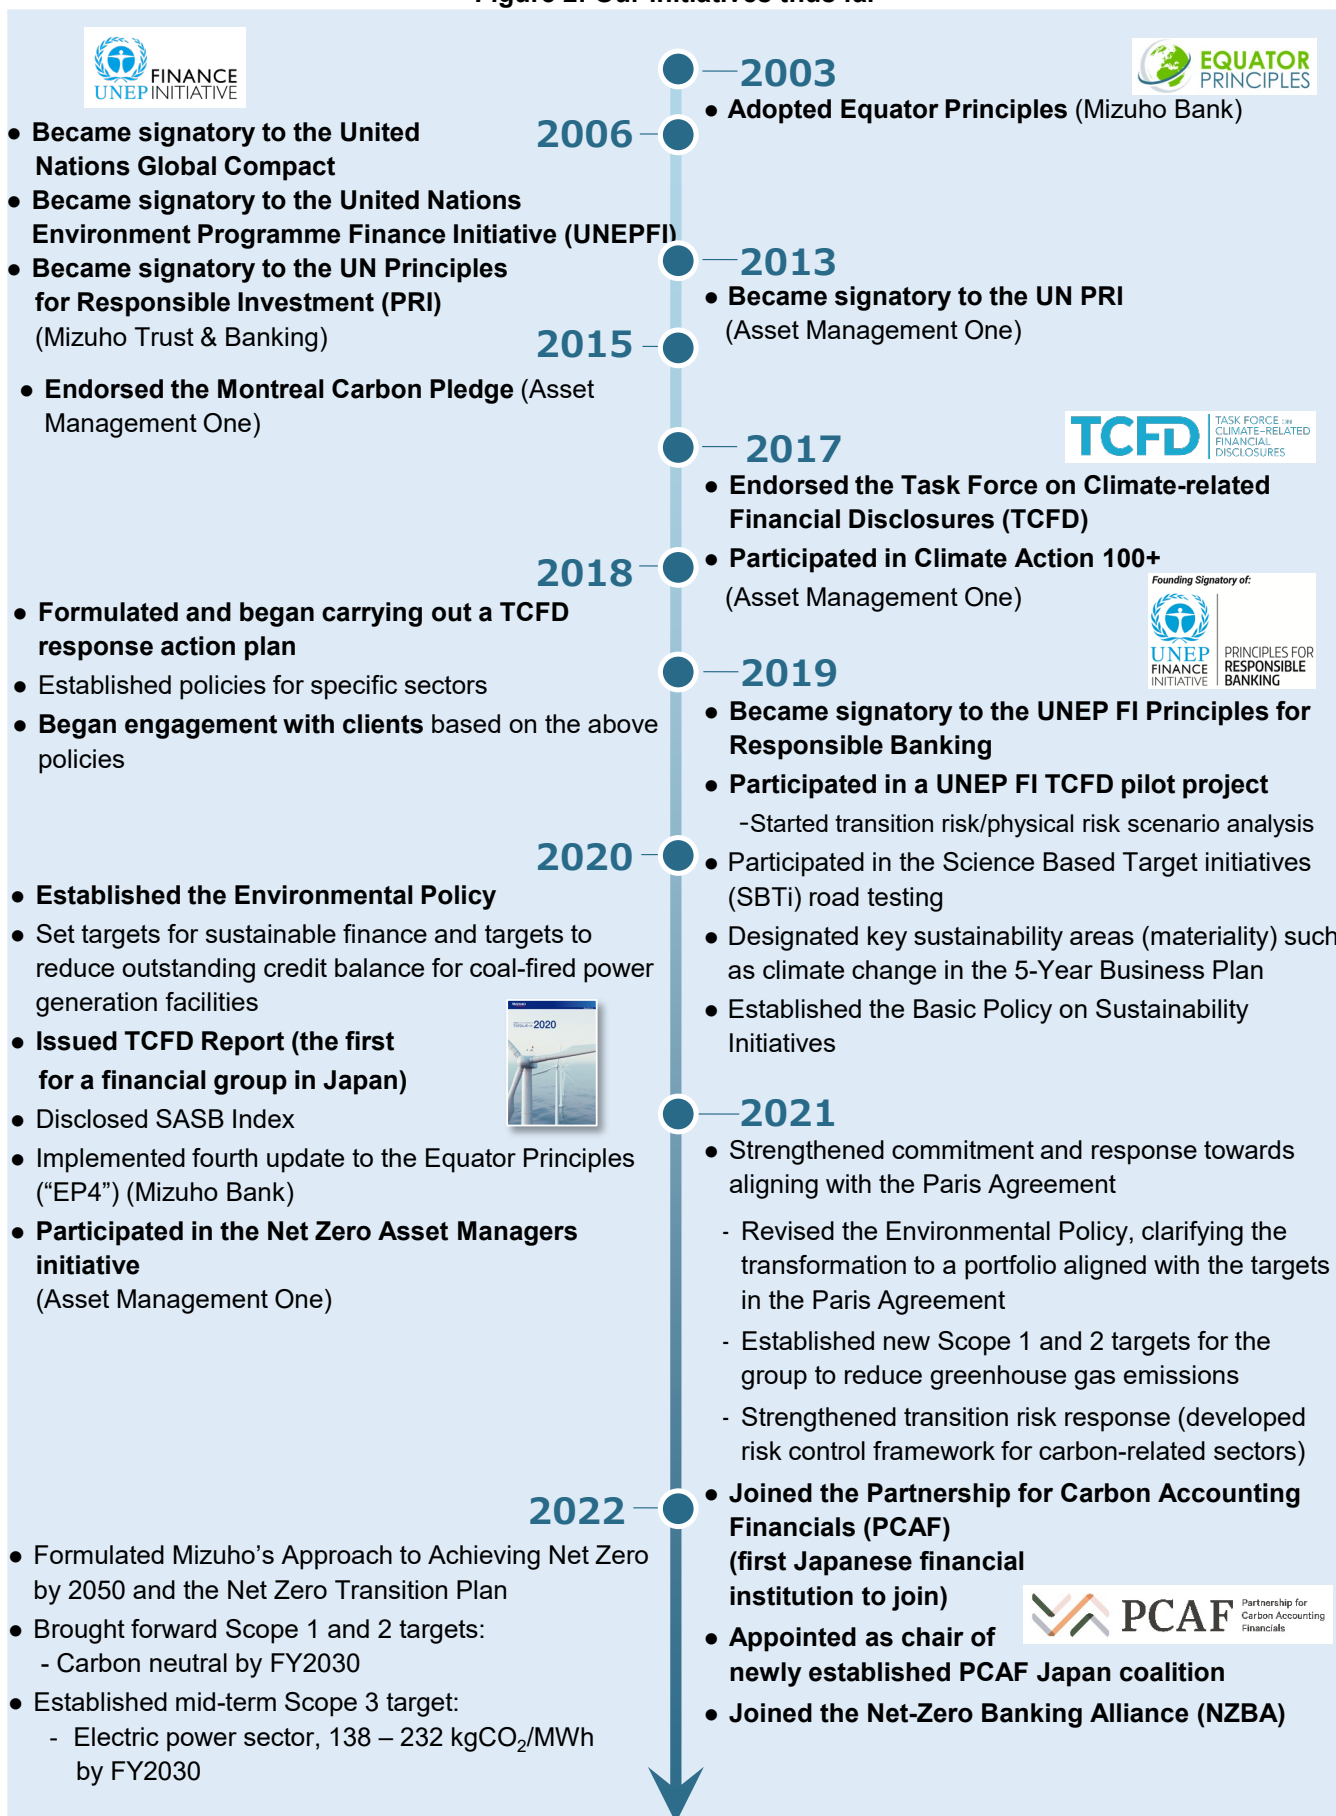 Figure 2: Our initiatives thus far
FINANCE
UNEP INITIATIVE
2003
EQUATOR
PRINCIPLES
● Adopted Equator Principles (Mizuho Bank)
2006
● Became signatory to the United
Nations Global Compact
● Became signatory to the United Nations
Environment Programme Finance Initiative (UNEPFI)
● Became signatory to the UN Principles
for Responsible Investment (PRI)
(Mizuho Trust & Banking)
2013
● Became signatory to the UN PRI
(Asset Management One)
2015
● Endorsed the Montreal Carbon Pledge (Asset
Management One)
2017
TCFD
TASK FORCE ON
CLIMATE-RELATED
FINANCIAL
DISCLOSURES
● Endorsed the Task Force on Climate-related
Financial Disclosures (TCFD)
● Participated in Climate Action 100+
(Asset Management One)
2018
● Formulated and began carrying out a TCFD
response action plan
● Established policies for specific sectors
● Began engagement with clients based on the above
policies
Founding Signatory of:
UNEP
FINANCE
INITIATIVE
PRINCIPLES FOR
RESPONSIBLE
BANKING
2019
● Became signatory to the UNEP FI Principles for
Responsible Banking
● Participated in a UNEP FI TCFD pilot project
-Started transition risk/physical risk scenario analysis
● Participated in the Science Based Target initiatives
(SBTi) road testing
● Designated key sustainability areas (materiality) such
as climate change in the 5-Year Business Plan
● Established the Basic Policy on Sustainability
Initiatives
2020
● Established the Environmental Policy
● Set targets for sustainable finance and targets to
reduce outstanding credit balance for coal-fired power
generation facilities
● Issued TCFD Report (the first
for a financial group in Japan)
2020
● Disclosed SASB Index
● Implemented fourth update to the Equator Principles
(“EP4”) (Mizuho Bank)
● Participated in the Net Zero Asset Managers
initiative
(Asset Management One)
2021
● Strengthened commitment and response towards
aligning with the Paris Agreement
- Revised the Environmental Policy, clarifying the
transformation to a portfolio aligned with the targets
in the Paris Agreement
- Established new Scope 1 and 2 targets for the
group to reduce greenhouse gas emissions
- Strengthened transition risk response (developed
risk control framework for carbon-related sectors)
● Joined the Partnership for Carbon Accounting
Financials (PCAF)
(first Japanese financial
institution to join)
PCAF
Partnership for
Carbon Accounting
Financials
● Appointed as chair of
newly established PCAF Japan coalition
● Joined the Net-Zero Banking Alliance (NZBA)
2022
● Formulated Mizuho’s Approach to Achieving Net Zero
by 2050 and the Net Zero Transition Plan
● Brought forward Scope 1 and 2 targets:
- Carbon neutral by FY2030
● Established mid-term Scope 3 target:
- Electric power sector, 138 – 232 kgCO₂/MWh
by FY2030